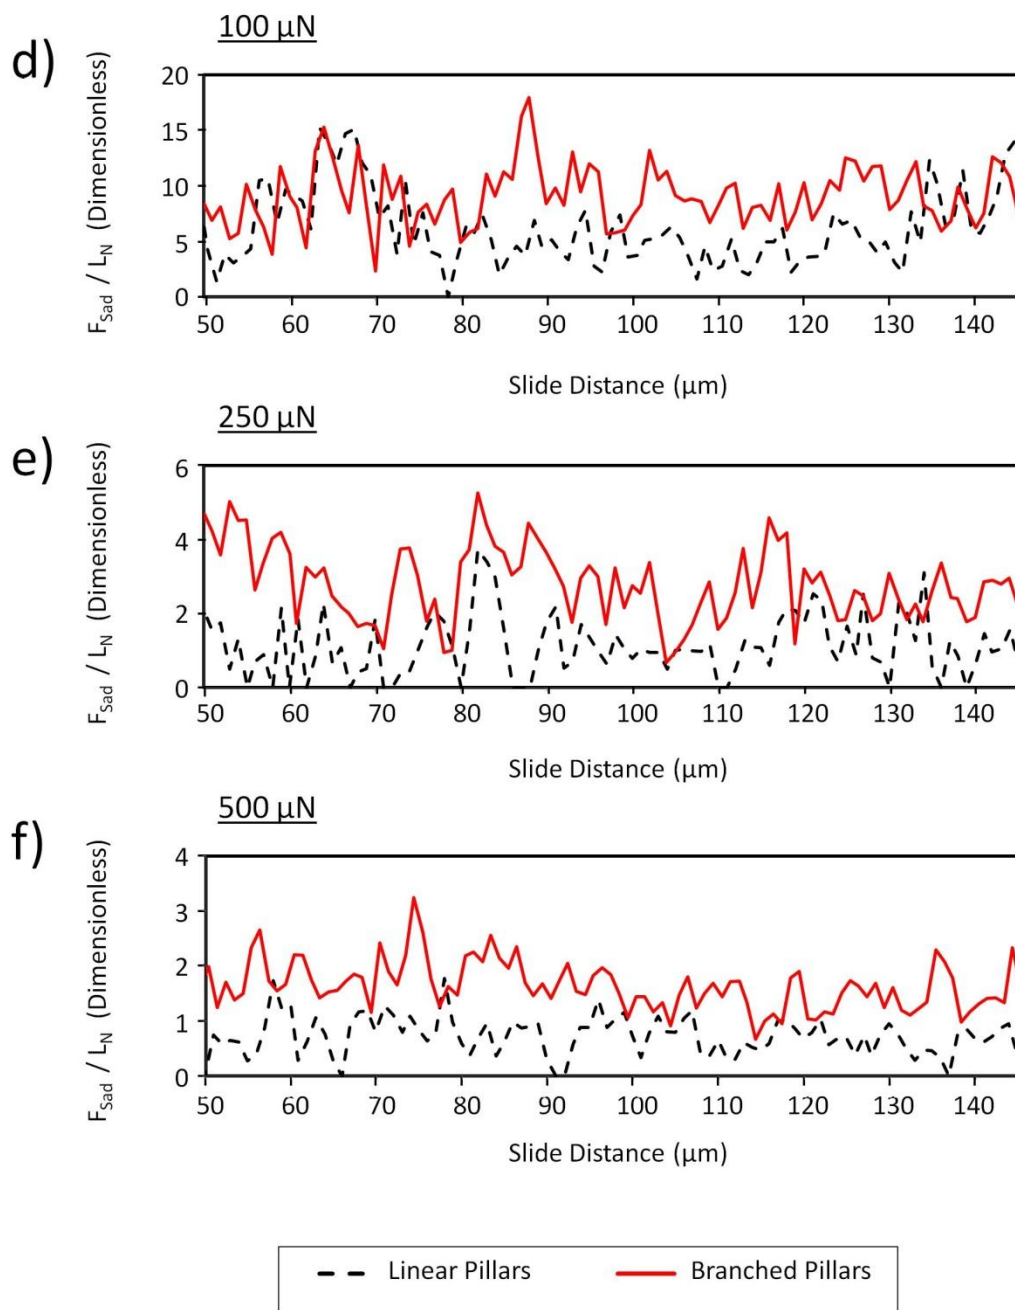 d)
100 µN
F_Sad / L_N (Dimensionless)
20
15
10
5
0
50 60 70 80 90 100 110 120 130 140
Slide Distance (µm)
e)
250 µN
F_Sad / L_N (Dimensionless)
6
4
2
0
50 60 70 80 90 100 110 120 130 140
Slide Distance (µm)
f)
500 µN
F_Sad / L_N (Dimensionless)
4
3
2
1
0
50 60 70 80 90 100 110 120 130 140
Slide Distance (µm)
Linear Pillars Branched Pillars